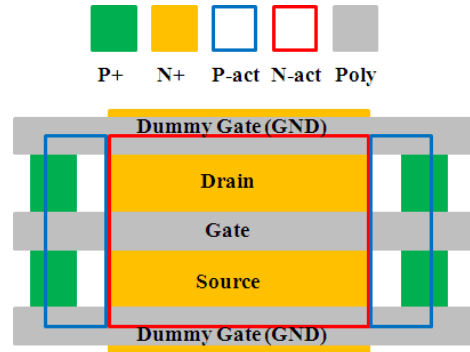 P+ N+ P-act N-act Poly
Dummy Gate (GND)
Drain
Gate
Source
Dummy Gate (GND)